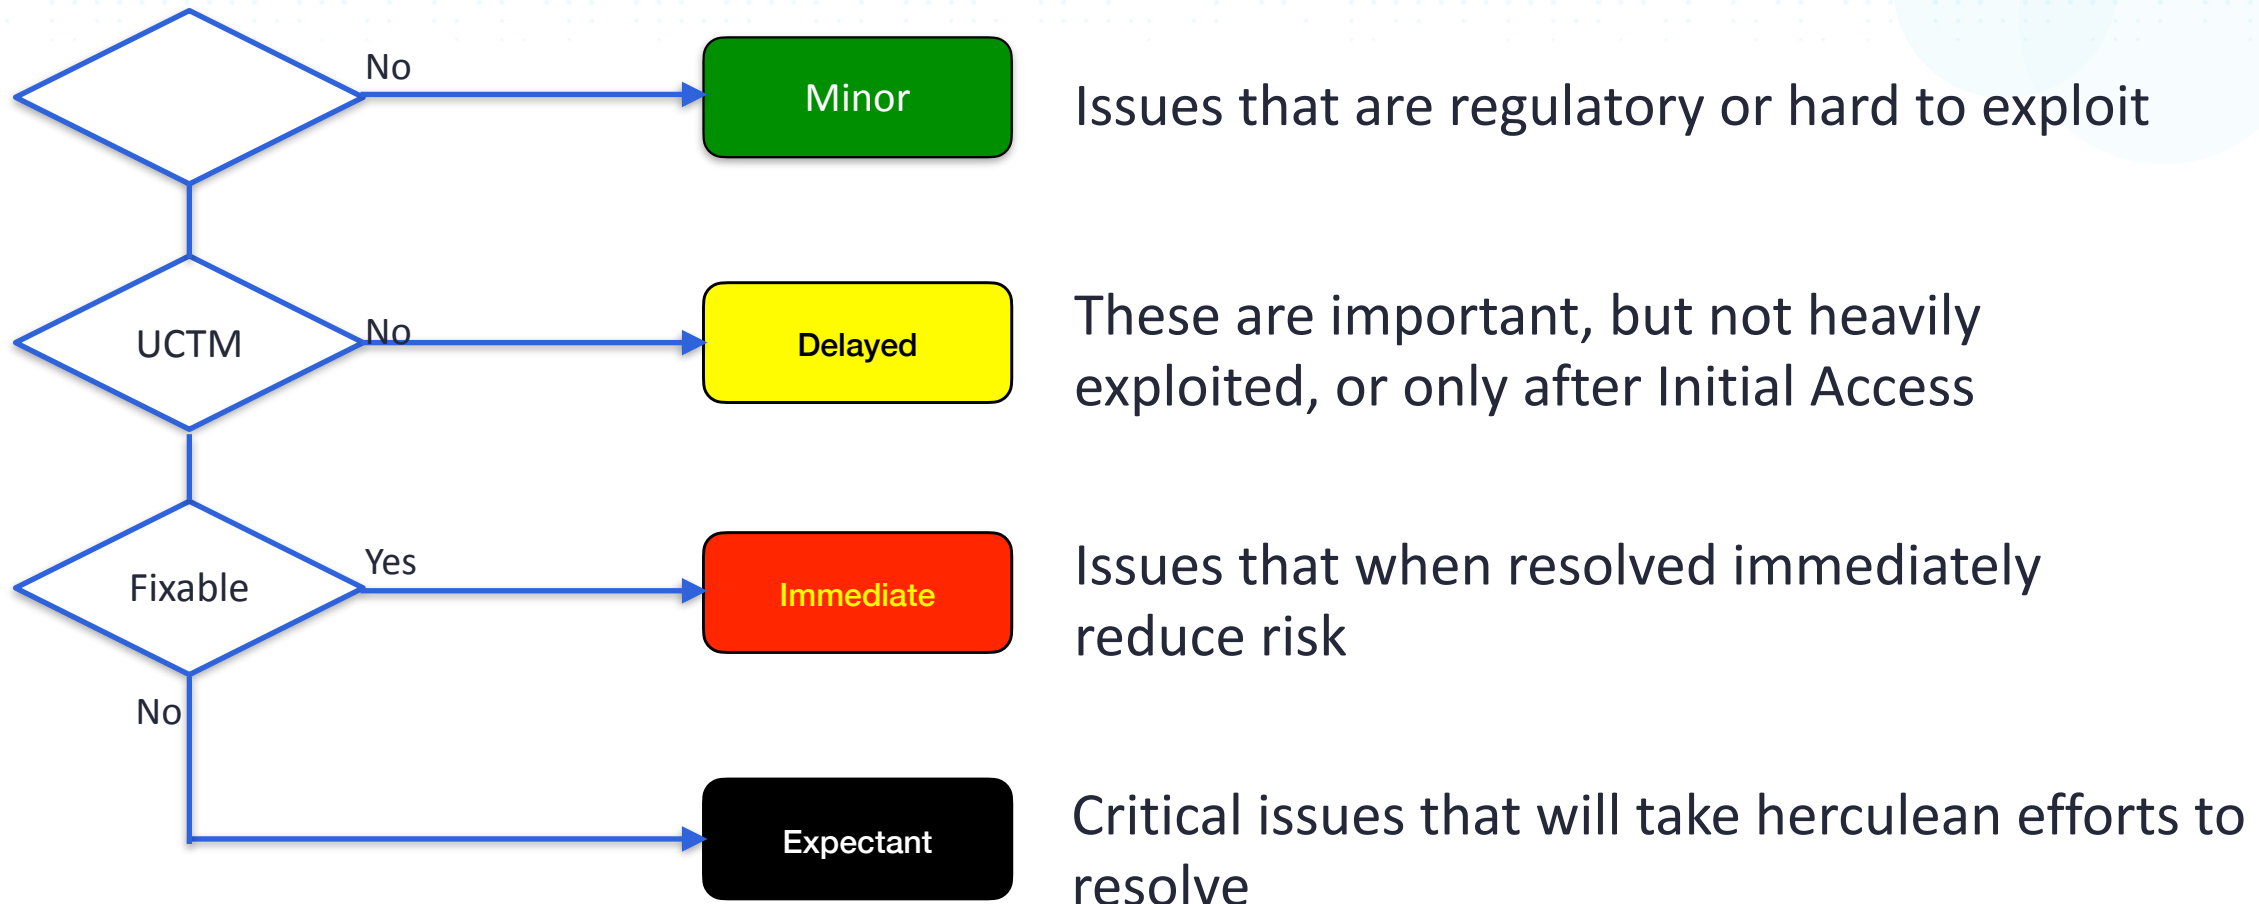 No
Minor
Issues that are regulatory or hard to exploit
UCTM
No
Delayed
These are important, but not heavily
exploited, or only after Initial Access
Fixable
Yes
Immediate
Issues that when resolved immediately
reduce risk
No
Expectant
Critical issues that will take herculean efforts to
resolve